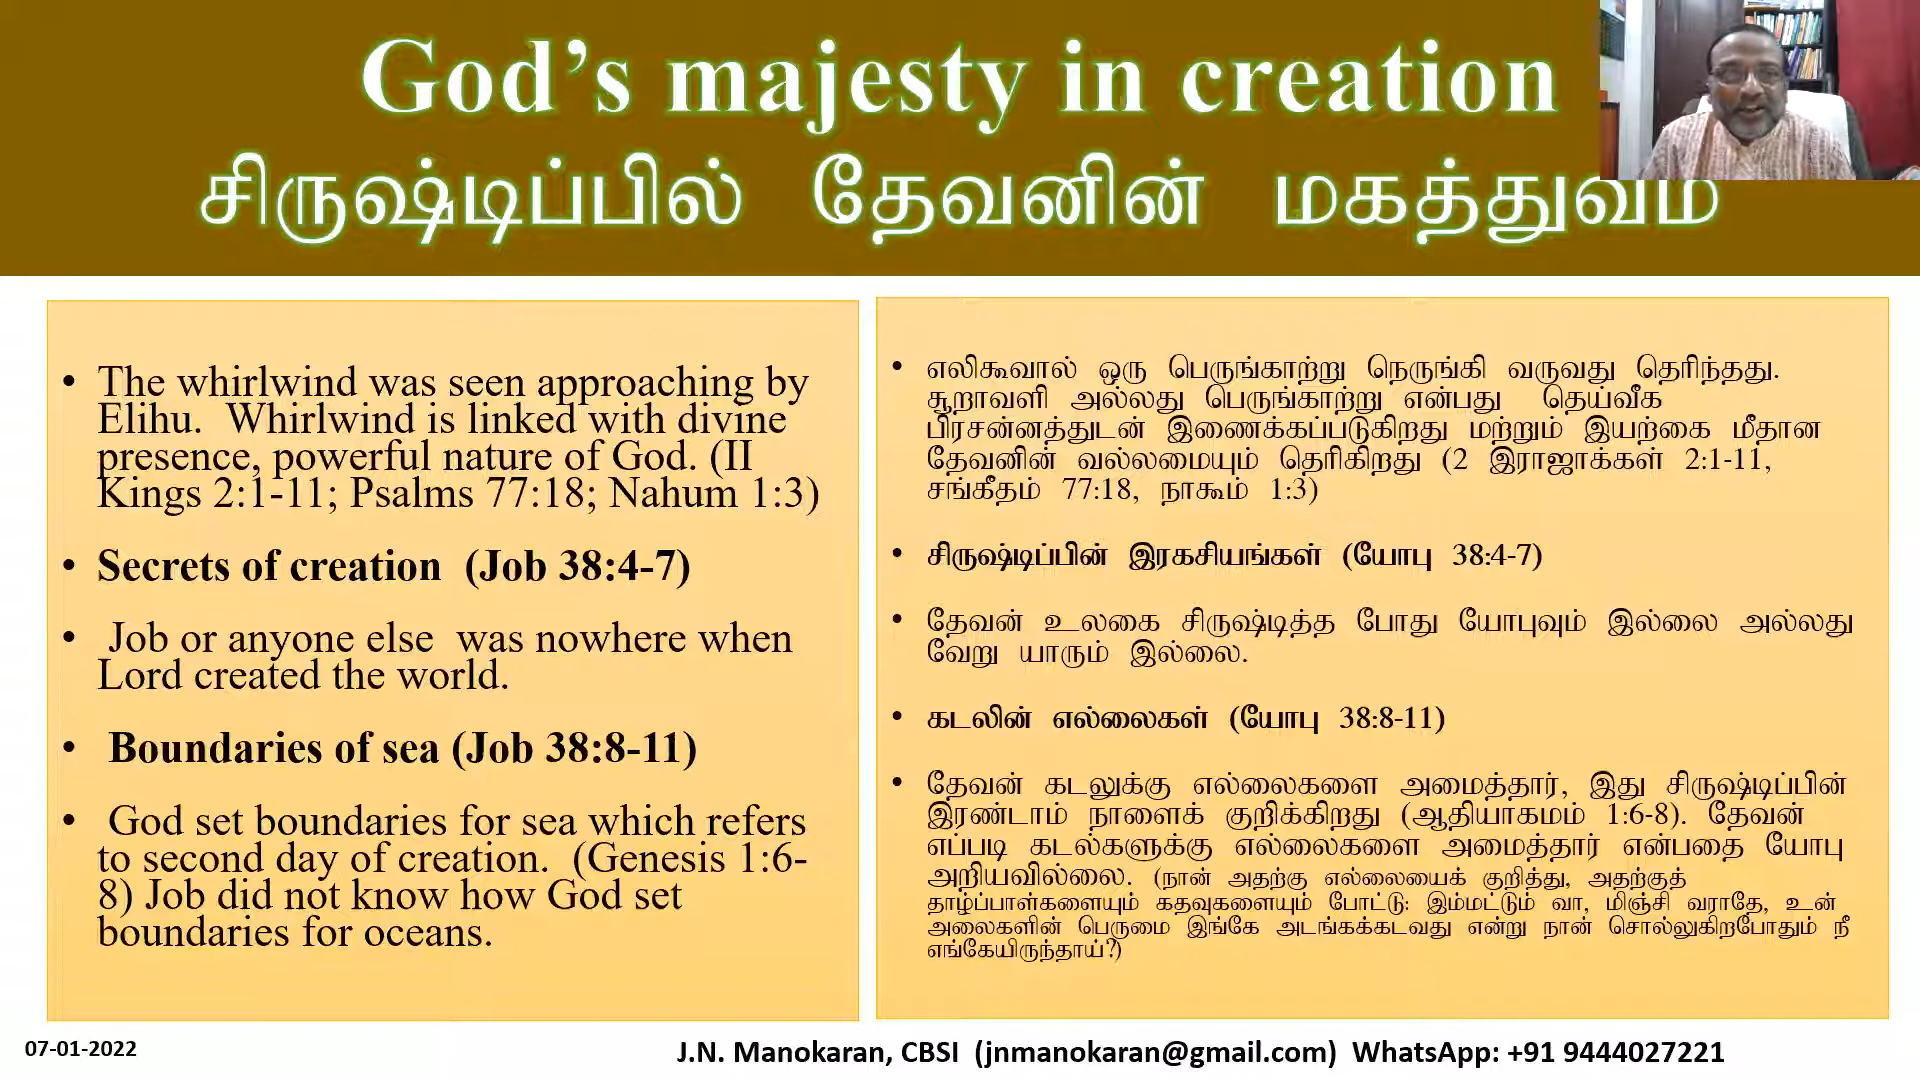 God’s majesty in creation
சிருஷ்டிப்பில் தேவனின் மகத்துவம்
• The whirlwind was seen approaching by
Elihu. Whirlwind is linked with divine
presence, powerful nature of God. (II
Kings 2:1-11; Psalms 77:18; Nahum 1:3)
• Secrets of creation (Job 38:4-7)
• Job or anyone else was nowhere when
Lord created the world.
• Boundaries of sea (Job 38:8-11)
• God set boundaries for sea which refers
to second day of creation. (Genesis 1:6-
8) Job did not know how God set
boundaries for oceans.
• எலிகூவால் ஒரு பெருங்காற்று நெருங்கி வருவது தெரிந்தது.
சூறாவளி அல்லது பெருங்காற்று என்பது தெய்வீக
பிரசன்னத்துடன் இணைக்கப்படுகிறது மற்றும் இயற்கை மீதான
தேவனின் வல்லமையும் தெரிகிறது (2 இராஜாக்கள் 2:1-11,
சங்கீதம் 77:18, நாகூம் 1:3)
• சிருஷ்டிப்பின் இரகசியங்கள் (யோபு 38:4-7)
• தேவன் உலகை சிருஷ்டித்த போது யோபுவும் இல்லை அல்லது
வேறு யாரும் இல்லை.
• கடலின் எல்லைகள் (யோபு 38:8-11)
• தேவன் கடலுக்கு எல்லைகளை அமைத்தார், இது சிருஷ்டிப்பின்
இரண்டாம் நாளைக் குறிக்கிறது (ஆதியாகமம் 1:6-8). தேவன்
எப்படி கடல்களுக்கு எல்லைகளை அமைத்தார் என்பதை யோபு
அறியவில்லை. (நான் அதற்கு எல்லையைக் குறித்து, அதற்குத்
தாழ்ப்பாள்களையும் கதவுகளையும் போட்டு: இம்மட்டும் வா, மிஞ்சி வராதே, உன்
அலைகளின் பெருமை இங்கே அடங்கக்கடவது என்று நான் சொல்லுகிறபோதும் நீ
எங்கேயிருந்தாய்?)
07-01-2022
J.N. Manokaran, CBSI (jnmanokaran@gmail.com) WhatsApp: +91 9444027221